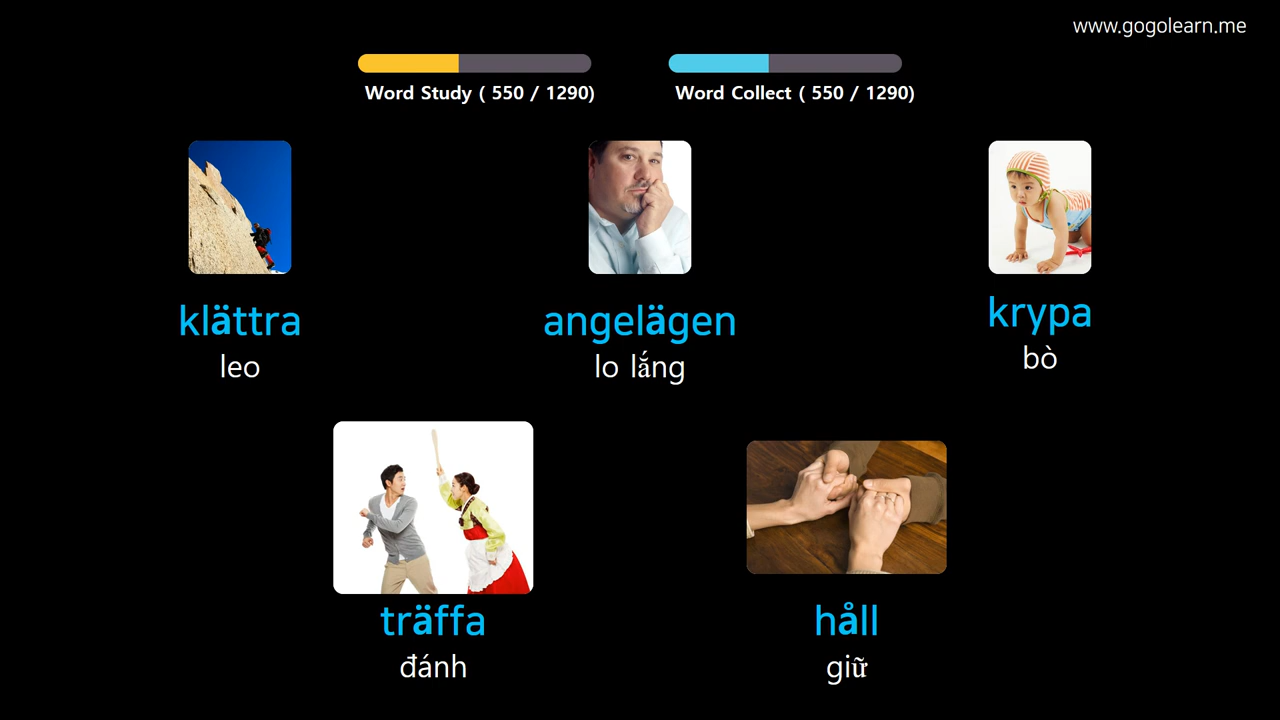 www.gogolearn.me
Word Study ( 550 / 1290)
Word Collect ( 550 / 1290)
klättra
leo
angelägen
lo lắng
krypa
bò
träffa
đánh
håll
giữ